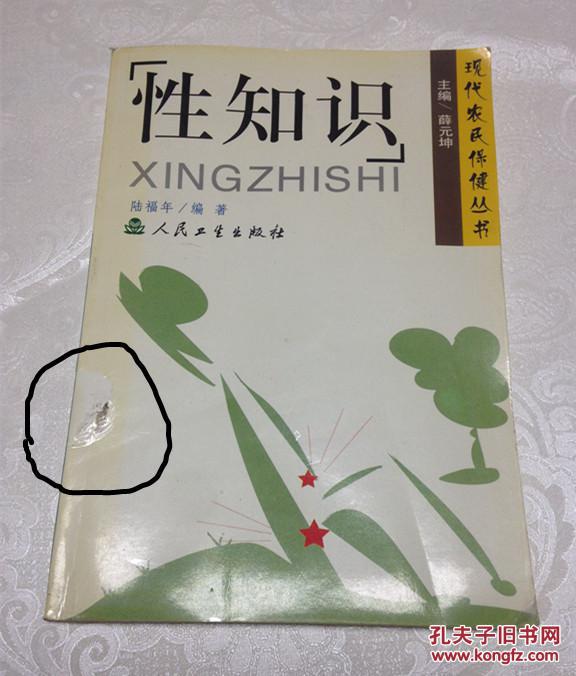 性知识
XINGZHISHI
陆福年/编 著
人民卫生出版社
现代农民保健丛书
主编/薛元坤
孔夫子旧书网
www.kongfz.com